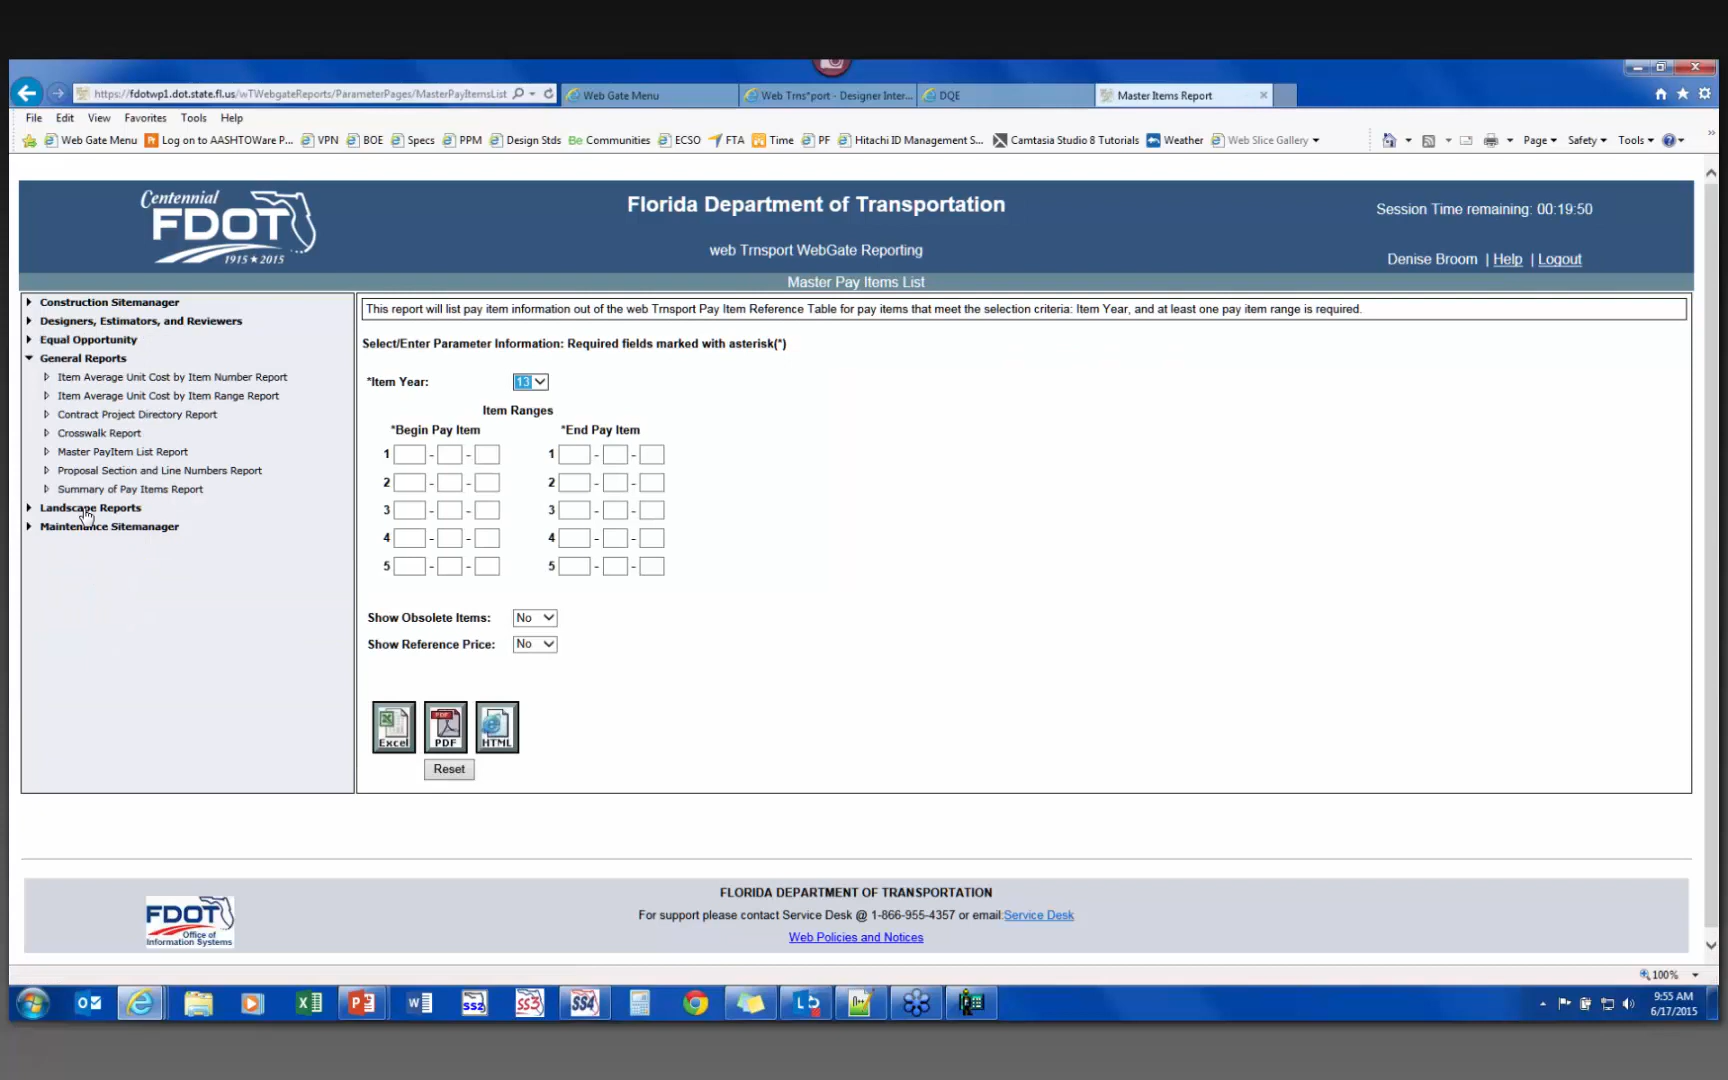 https://fdotwp1.dot.state.fl.us/wTWebgateReports/ParameterPages/MasterPayItemsList
Web Gate Menu
Web Trns*port - Designer Inter...
DQE
Master Items Report
File Edit View Favorites Tools Help
Web Gate Menu Log on to AASHTOWare P... VPN BOE Specs PPM Design Stds Be Communities ECSO FTA Time PF Hitachi ID Management S... Camtasia Studio 8 Tutorials Weather Web Slice Gallery
Page Safety Tools
Centennial
FDOT
1915★2015
Florida Department of Transportation
web Trnsport WebGate Reporting
Session Time remaining: 00:19:50
Denise Broom | Help | Logout
Master Pay Items List
Construction Sitemanager
Designers, Estimators, and Reviewers
Equal Opportunity
General Reports
Item Average Unit Cost by Item Number Report
Item Average Unit Cost by Item Range Report
Contract Project Directory Report
Crosswalk Report
Master PayItem List Report
Proposal Section and Line Numbers Report
Summary of Pay Items Report
Landscape Reports
Maintenance Sitemanager
This report will list pay item information out of the web Trnsport Pay Item Reference Table for pay items that meet the selection criteria: Item Year, and at least one pay item range is required.
Select/Enter Parameter Information: Required fields marked with asterisk(*)
*Item Year: 13
Item Ranges
*Begin Pay Item *End Pay Item
1 - - 1 - -
2 - - 2 - -
3 - - 3 - -
4 - - 4 - -
5 - - 5 - -
Show Obsolete Items: No
Show Reference Price: No
Excel PDF HTML
Reset
FDOT
Office of
Information Systems
FLORIDA DEPARTMENT OF TRANSPORTATION
For support please contact Service Desk @ 1-866-955-4357 or email:Service Desk
Web Policies and Notices
100%
SS2 SS3 SS4
9:55 AM
6/17/2015